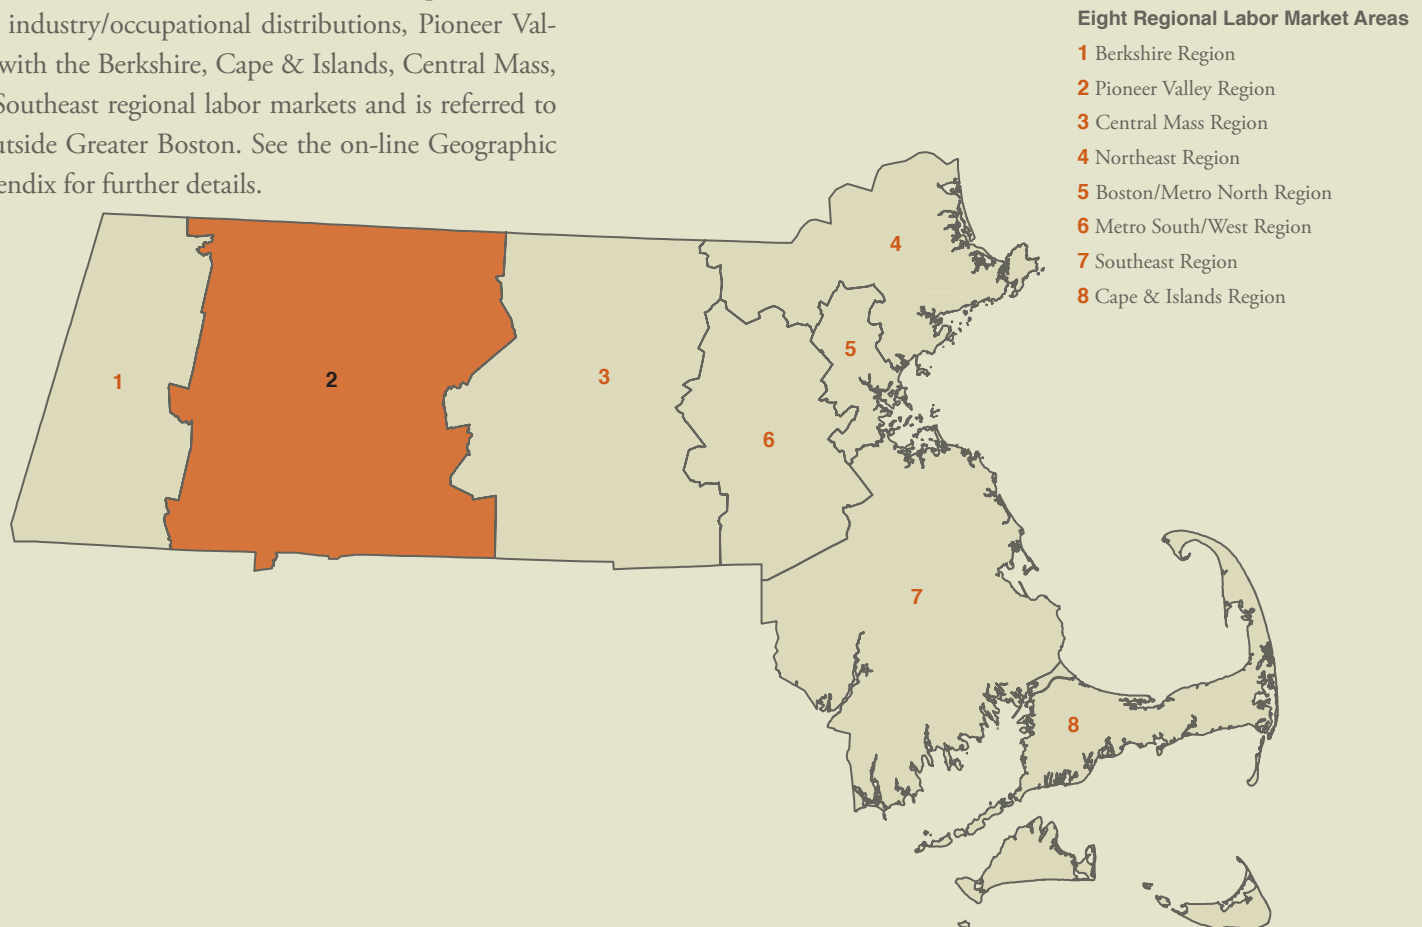 industry/occupational distributions, Pioneer Val-
with the Berkshire, Cape & Islands, Central Mass,
Southeast regional labor markets and is referred to
utside Greater Boston. See the on-line Geographic
endix for further details.
Eight Regional Labor Market Areas
1 Berkshire Region
2 Pioneer Valley Region
3 Central Mass Region
4 Northeast Region
5 Boston/Metro North Region
6 Metro South/West Region
7 Southeast Region
8 Cape & Islands Region
4
5
1
2
3
6
7
8